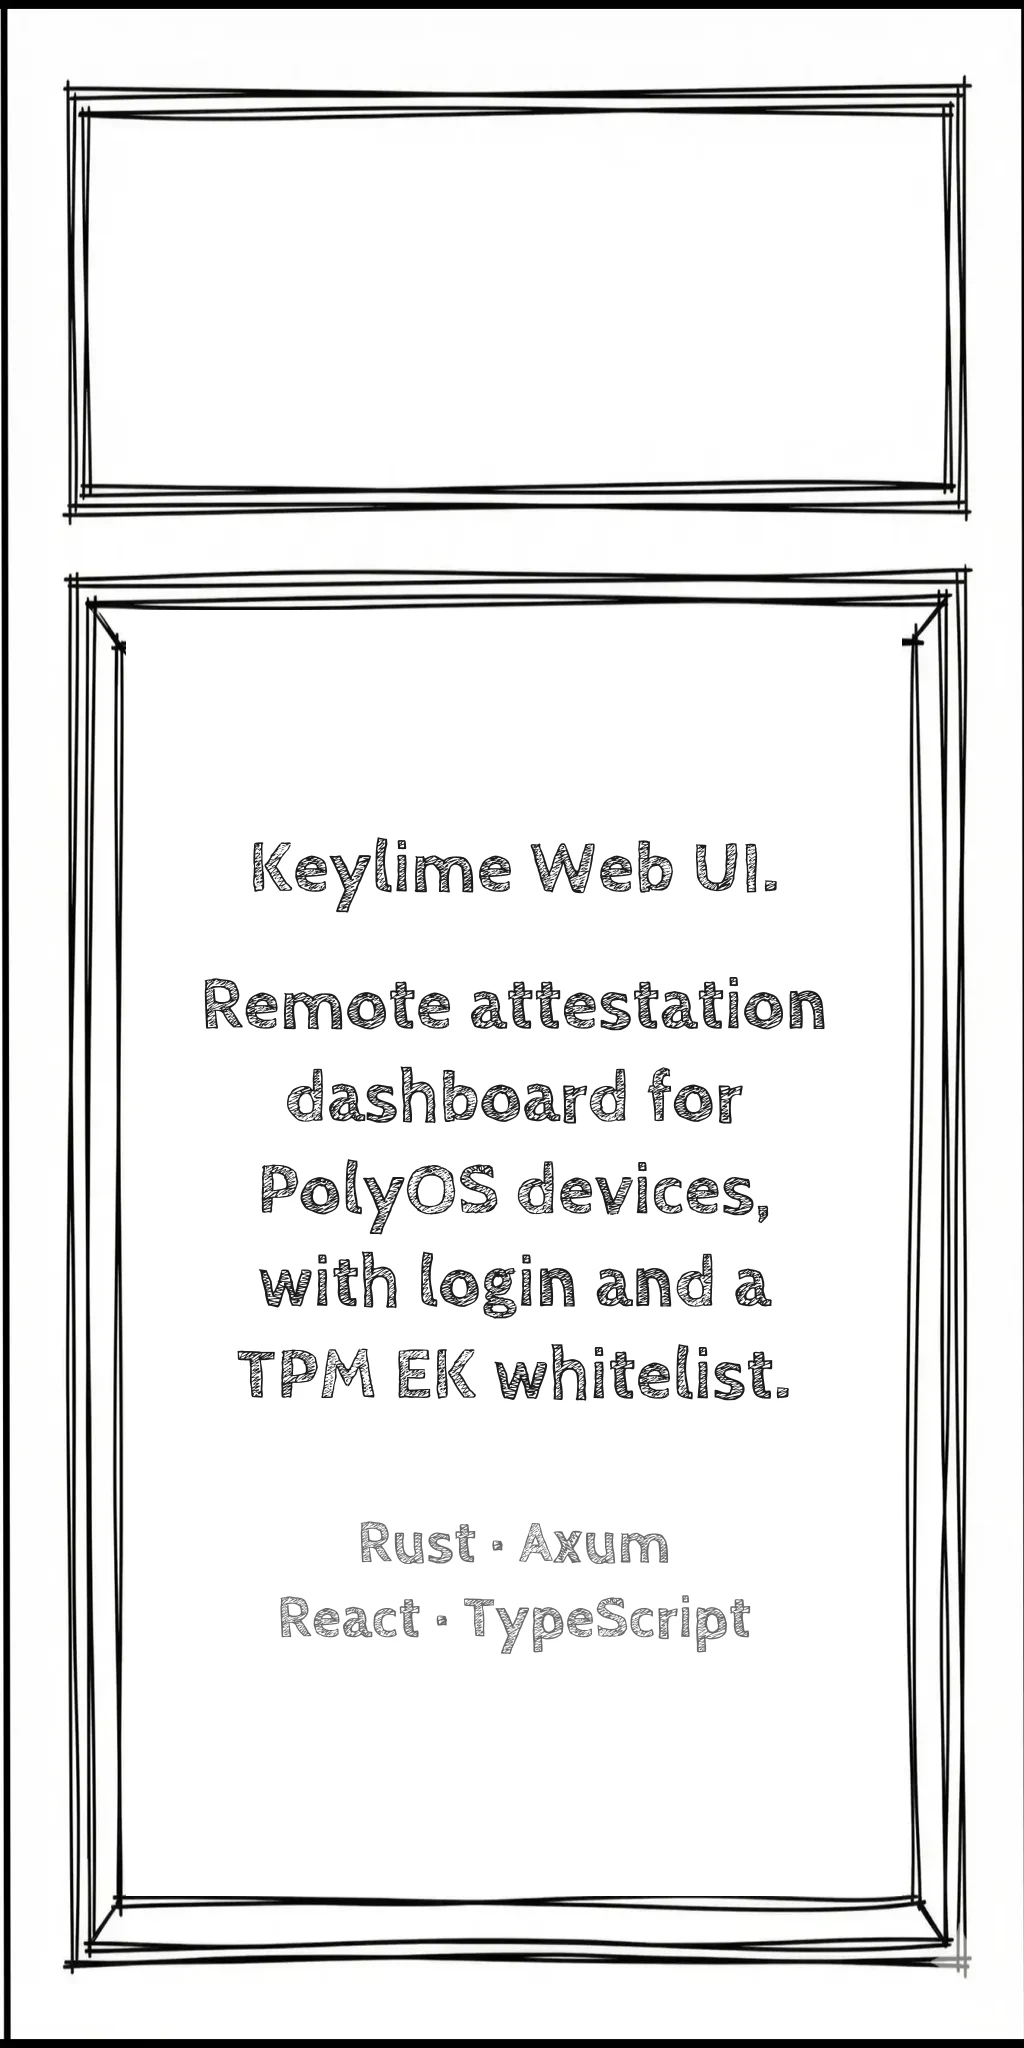 Keylime Web UI.
Remote attestation
dashboard for
PolyOS devices,
with login and a
TPM EK whitelist.
Rust · Axum
React · TypeScript